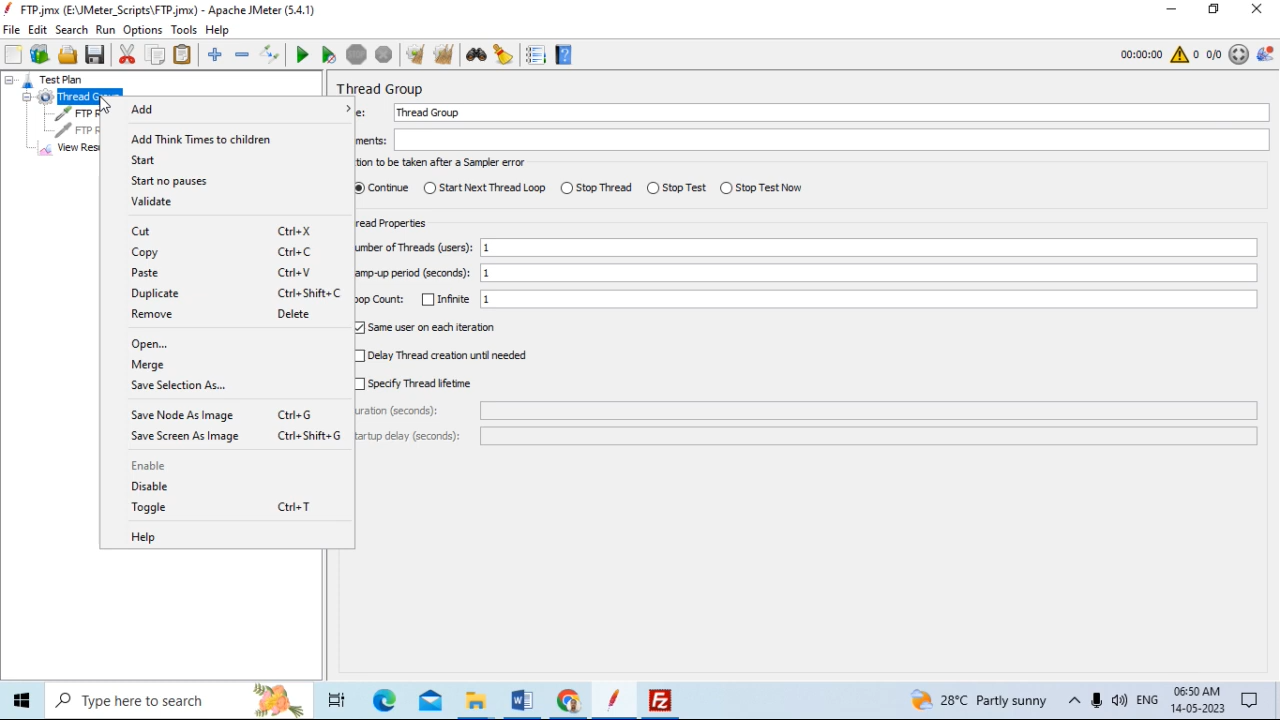 FTP.jmx (E:\JMeter_Scripts\FTP.jmx) - Apache JMeter (5.4.1)
File Edit Search Run Options Tools Help
00:00:00 0 0/0
Test Plan
Thread Group
FTP R
FTP R
View Resu
Add
Add Think Times to children
Start
Start no pauses
Validate
Cut Ctrl+X
Copy Ctrl+C
Paste Ctrl+V
Duplicate Ctrl+Shift+C
Remove Delete
Open...
Merge
Save Selection As...
Save Node As Image Ctrl+G
Save Screen As Image Ctrl+Shift+G
Enable
Disable
Toggle Ctrl+T
Help
Thread Group
e: Thread Group
ments:
tion to be taken after a Sampler error
Continue Start Next Thread Loop Stop Thread Stop Test Stop Test Now
read Properties
umber of Threads (users): 1
amp-up period (seconds): 1
oop Count: Infinite 1
Same user on each iteration
Delay Thread creation until needed
Specify Thread lifetime
uration (seconds):
tartup delay (seconds):
Type here to search
28°C Partly sunny
ENG
06:50 AM
14-05-2023